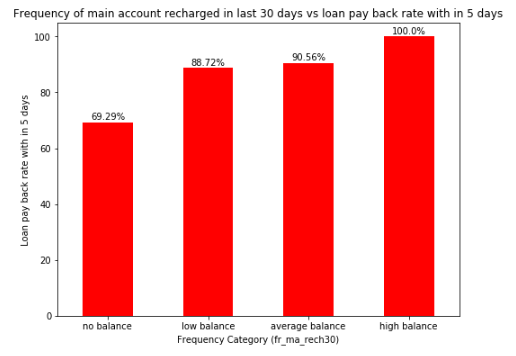 Frequency of main account recharged in last 30 days vs loan pay back rate with in 5 days
100
80
60
40
20
0
Loan pay back rate with in 5 days
69.29%
88.72%
90.56%
100.0%
no balance
low balance
average balance
high balance
Frequency Category (fr_ma_rech30)